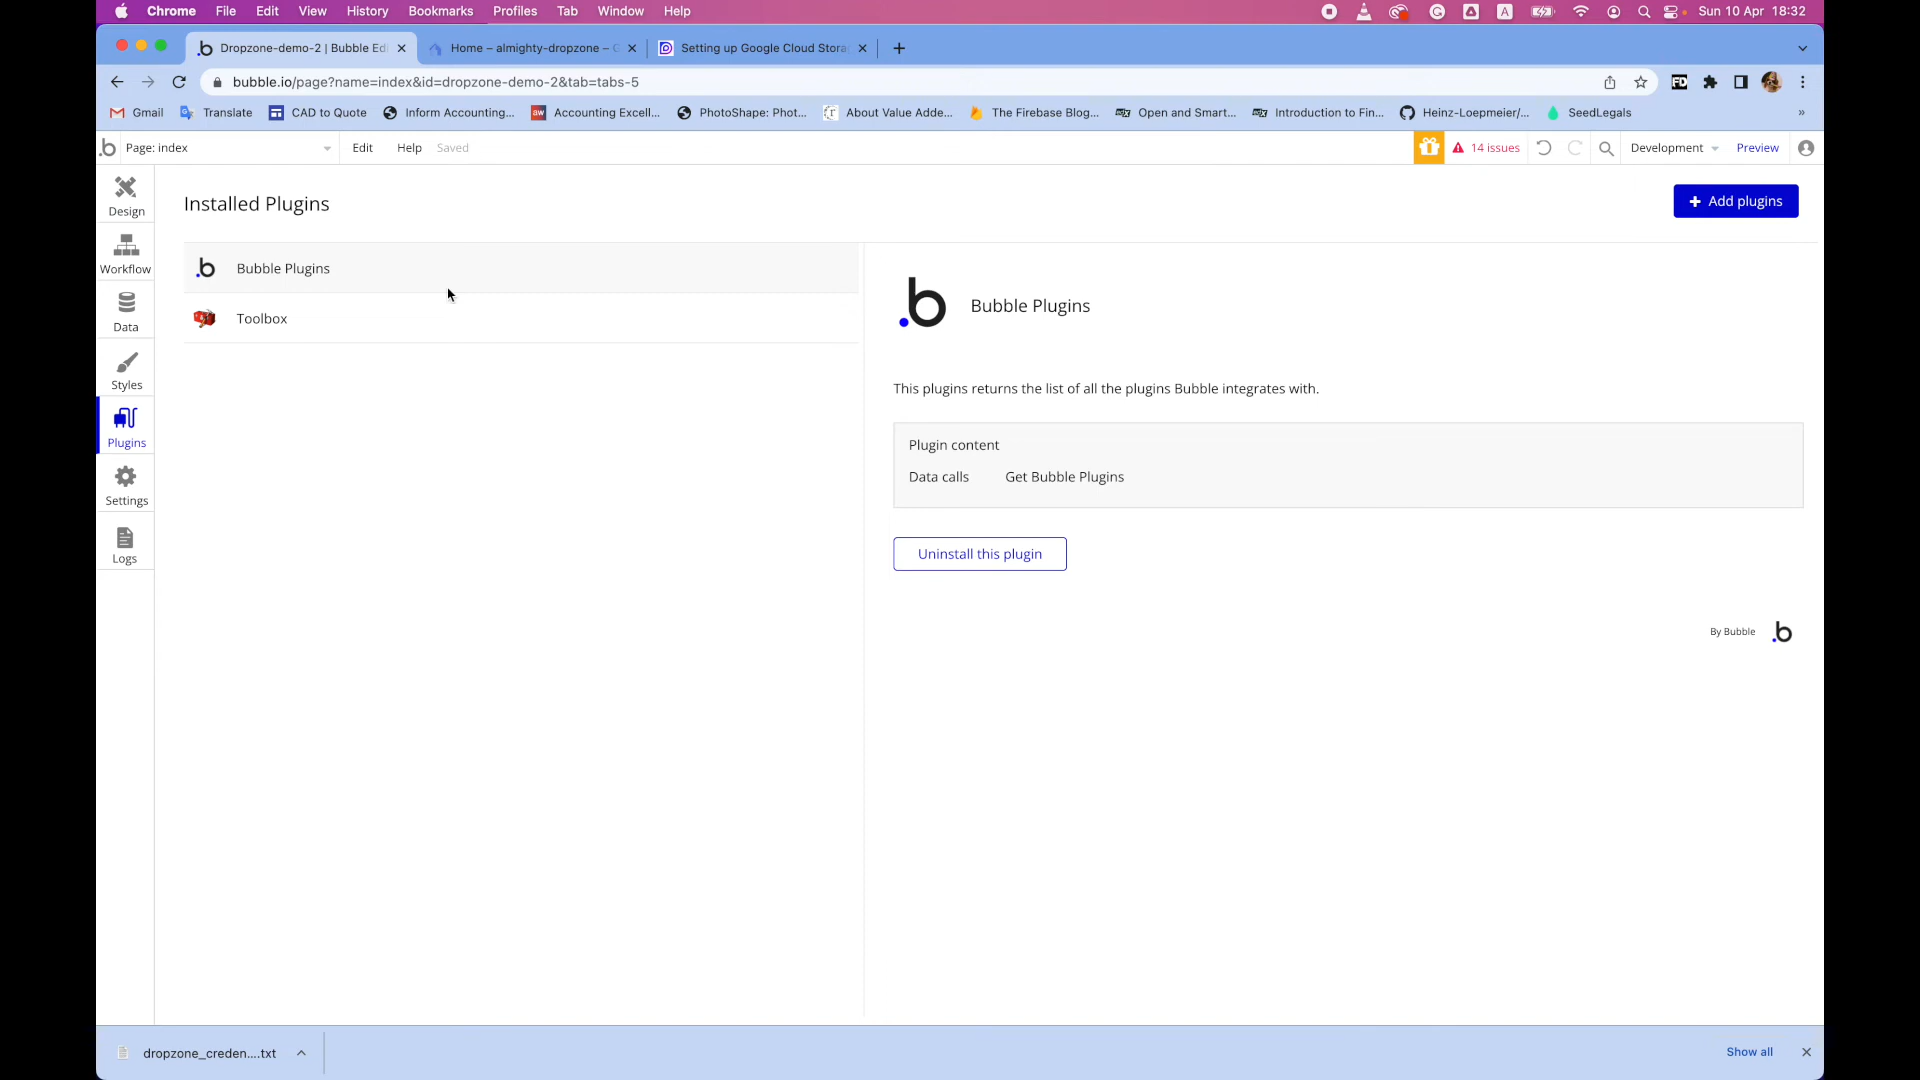 Chrome File Edit View History Bookmarks Profiles Tab Window Help A Sun 10 Apr 18:32
Dropzone-demo-2 | Bubble Edi Home – almighty-dropzone – G Setting up Google Cloud Stora
bubble.io/page?name=index&id=dropzone-demo-2&tab=tabs-5 FD
Gmail Translate CAD to Quote Inform Accounting... Accounting Excell... PhotoShape: Phot... About Value Adde... The Firebase Blog... Open and Smart... Introduction to Fin... Heinz-Loepmeier/... SeedLegals »
Page: index Edit Help Saved 14 issues Development Preview
Design
Workflow
Data
Styles
Plugins
Settings
Logs
Installed Plugins
+ Add plugins
Bubble Plugins
Toolbox
Bubble Plugins
This plugins returns the list of all the plugins Bubble integrates with.
Plugin content
Data calls Get Bubble Plugins
Uninstall this plugin
By Bubble
dropzone_creden....txt
Show all